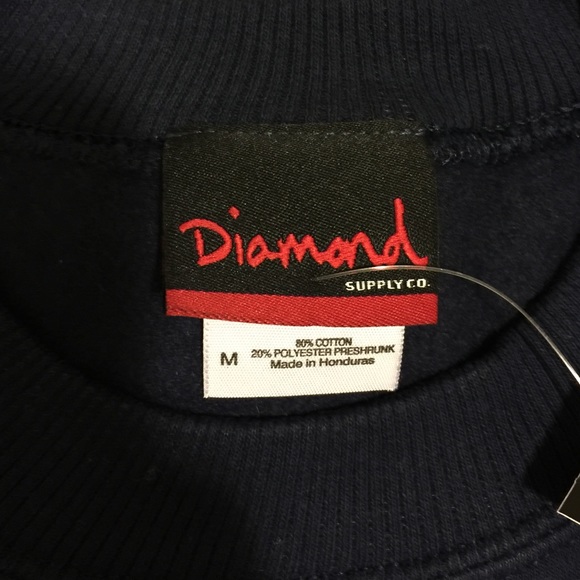 Diamond
SUPPLY CO.
M
80% COTTON
20% POLYESTER PRESHRUNK
Made in Honduras